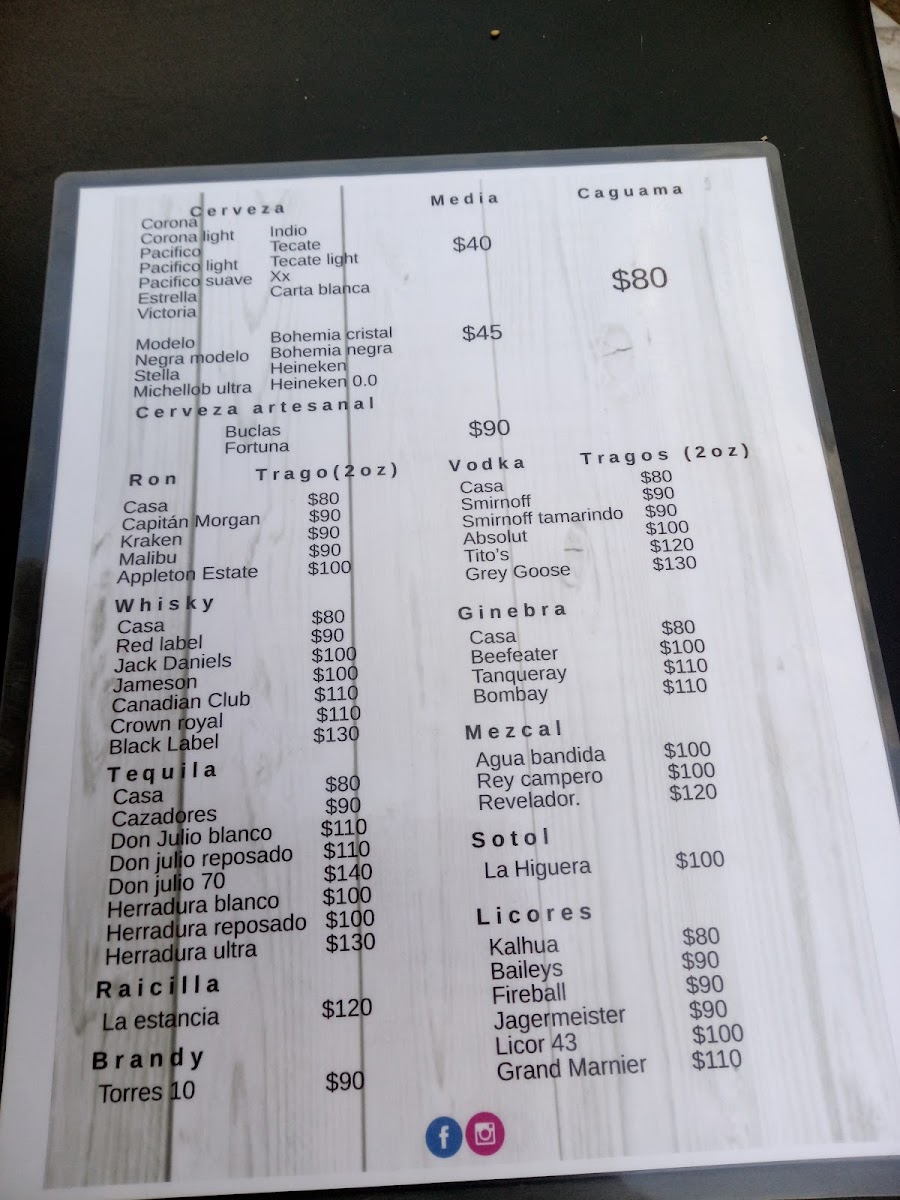 Cerveza Media Caguama
Corona
Corona light Indio
Pacifico Tecate $40
Pacifico light Tecate light
Pacifico suave Xx $80
Estrella Carta blanca
Victoria
Modelo Bohemia cristal $45
Negra modelo Bohemia negra
Stella Heineken
Michellob ultra Heineken 0.0
Cerveza artesanal
Buclas $90
Fortuna
Ron Trago(2oz)
Casa $80
Capitán Morgan $90
Kraken $90
Malibu $90
Appleton Estate $100
Whisky
Casa $80
Red label $90
Jack Daniels $100
Jameson $100
Canadian Club $110
Crown royal $110
Black Label $130
Tequila
Casa $80
Cazadores $90
Don Julio blanco $110
Don julio reposado $110
Don julio 70 $140
Herradura blanco $100
Herradura reposado $100
Herradura ultra $130
Raicilla
La estancia $120
Brandy
Torres 10 $90
Vodka Tragos (2oz)
Casa $80
Smirnoff $90
Smirnoff tamarindo $90
Absolut $100
Tito's $120
Grey Goose $130
Ginebra
Casa $80
Beefeater $100
Tanqueray $110
Bombay $110
Mezcal
Agua bandida $100
Rey campero $100
Revelador. $120
Sotol
La Higuera $100
Licores
Kalhua $80
Baileys $90
Fireball $90
Jagermeister $90
Licor 43 $100
Grand Marnier $110